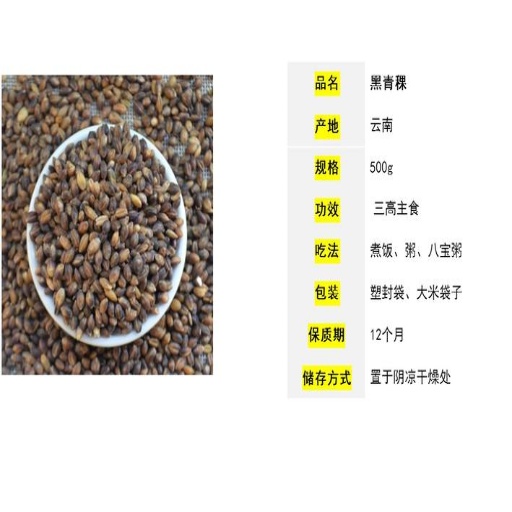 品名 黑青稞
产地 云南
规格 500g
功效 三高主食
吃法 煮饭、粥、八宝粥
包装 塑封袋、大米袋子
保质期 12个月
储存方式 置于阴凉干燥处